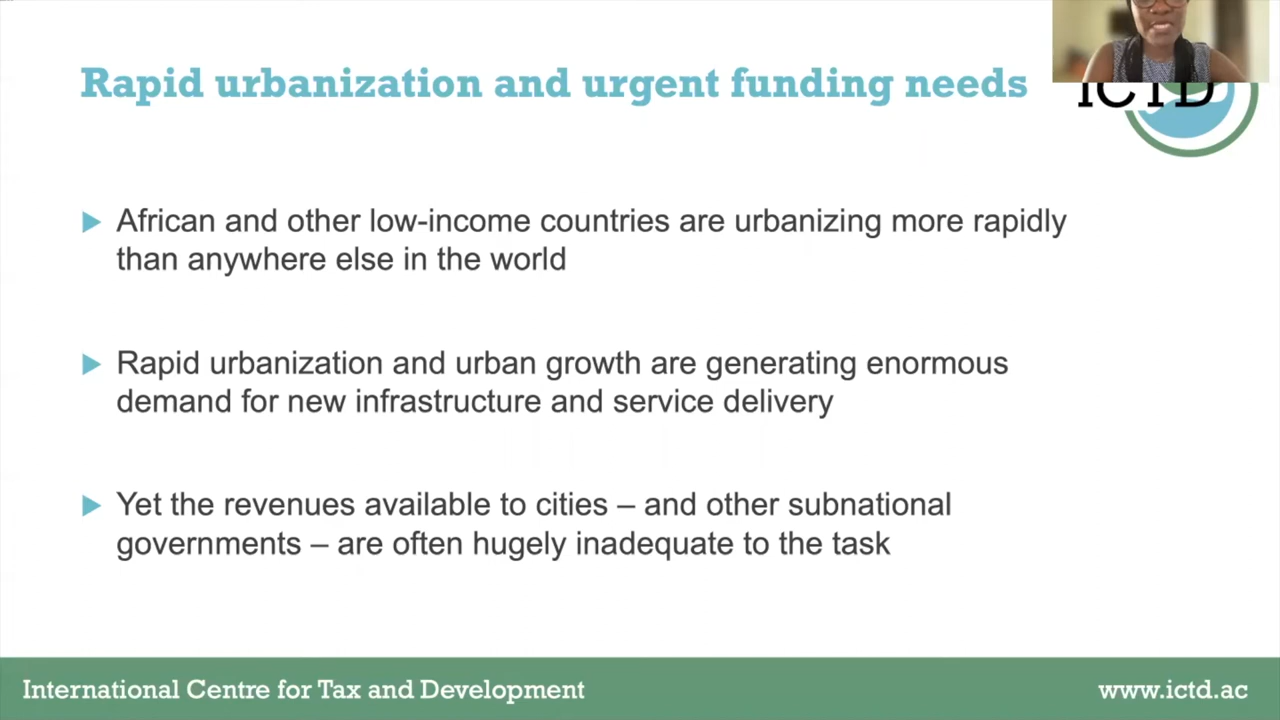 Rapid urbanization and urgent funding needs
ICTD
African and other low-income countries are urbanizing more rapidly
than anywhere else in the world
Rapid urbanization and urban growth are generating enormous
demand for new infrastructure and service delivery
Yet the revenues available to cities – and other subnational
governments – are often hugely inadequate to the task
International Centre for Tax and Development
www.ictd.ac